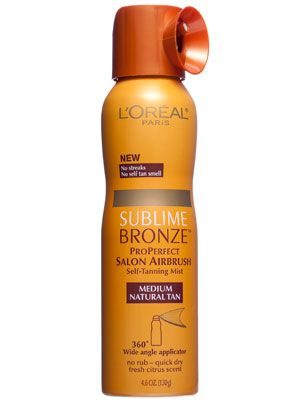 L'ORÉAL
PARIS
NEW
No streaks
No self tan smell
SUBLIME
BRONZE™
PROPERFECT
SALON AIRBRUSH
Self-Tanning Mist
MEDIUM
NATURAL TAN
360°
Wide angle applicator
no rub – quick dry
fresh citrus scent
4.6 OZ. (130g)